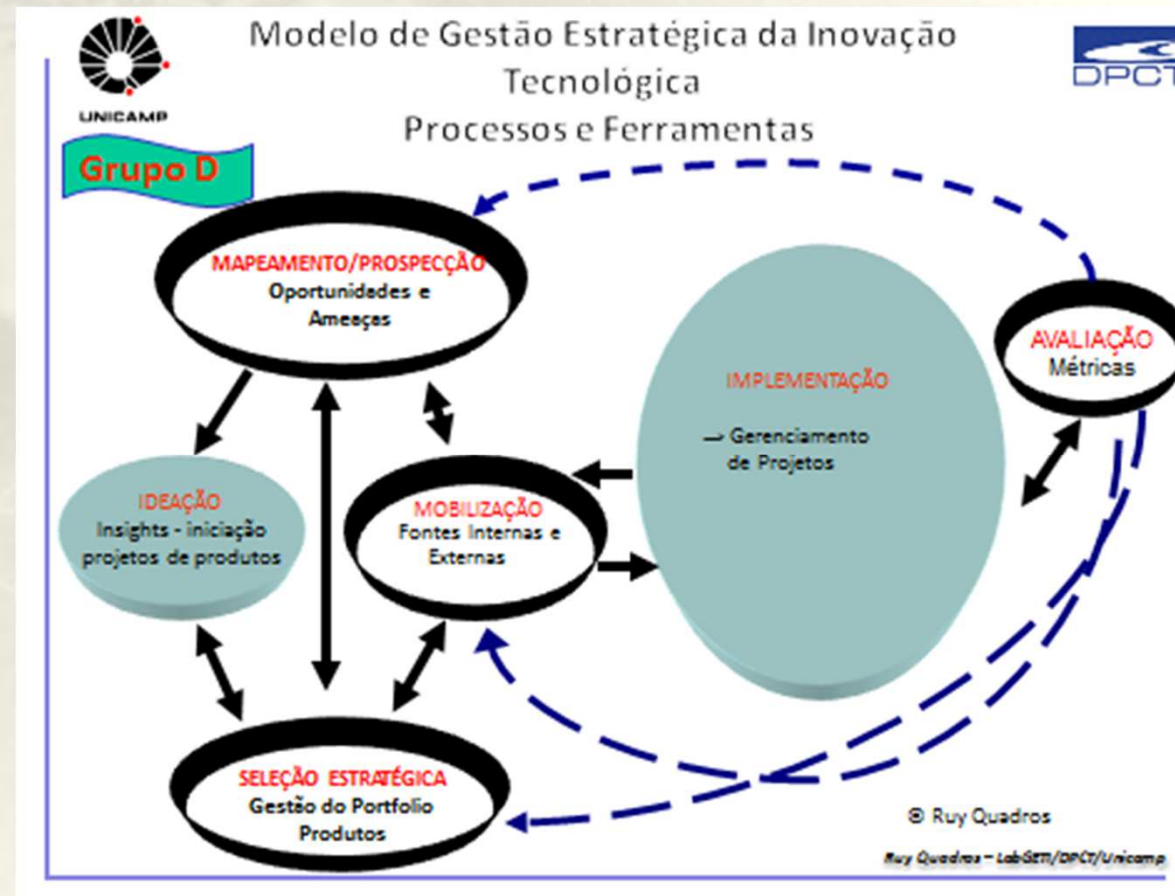 Modelo de Gestão Estratégica da Inovação
Tecnológica
Processos e Ferramentas
UNICAMP
DPCT
Grupo D
MAPEAMENTO/PROSPECÇÃO
Oportunidades e
Ameaças
AVALIAÇÃO
Métricas
IMPLEMENTAÇÃO
→ Gerenciamento
de Projetos
IDEAÇÃO
Insights - iniciação
projetos de produtos
MOBILIZAÇÃO
Fontes Internas e
Externas
SELEÇÃO ESTRATÉGICA
Gestão do Portfolio
Produtos
© Ruy Quadros
Ruy Quadros – LabGETI/DPCT/Unicamp